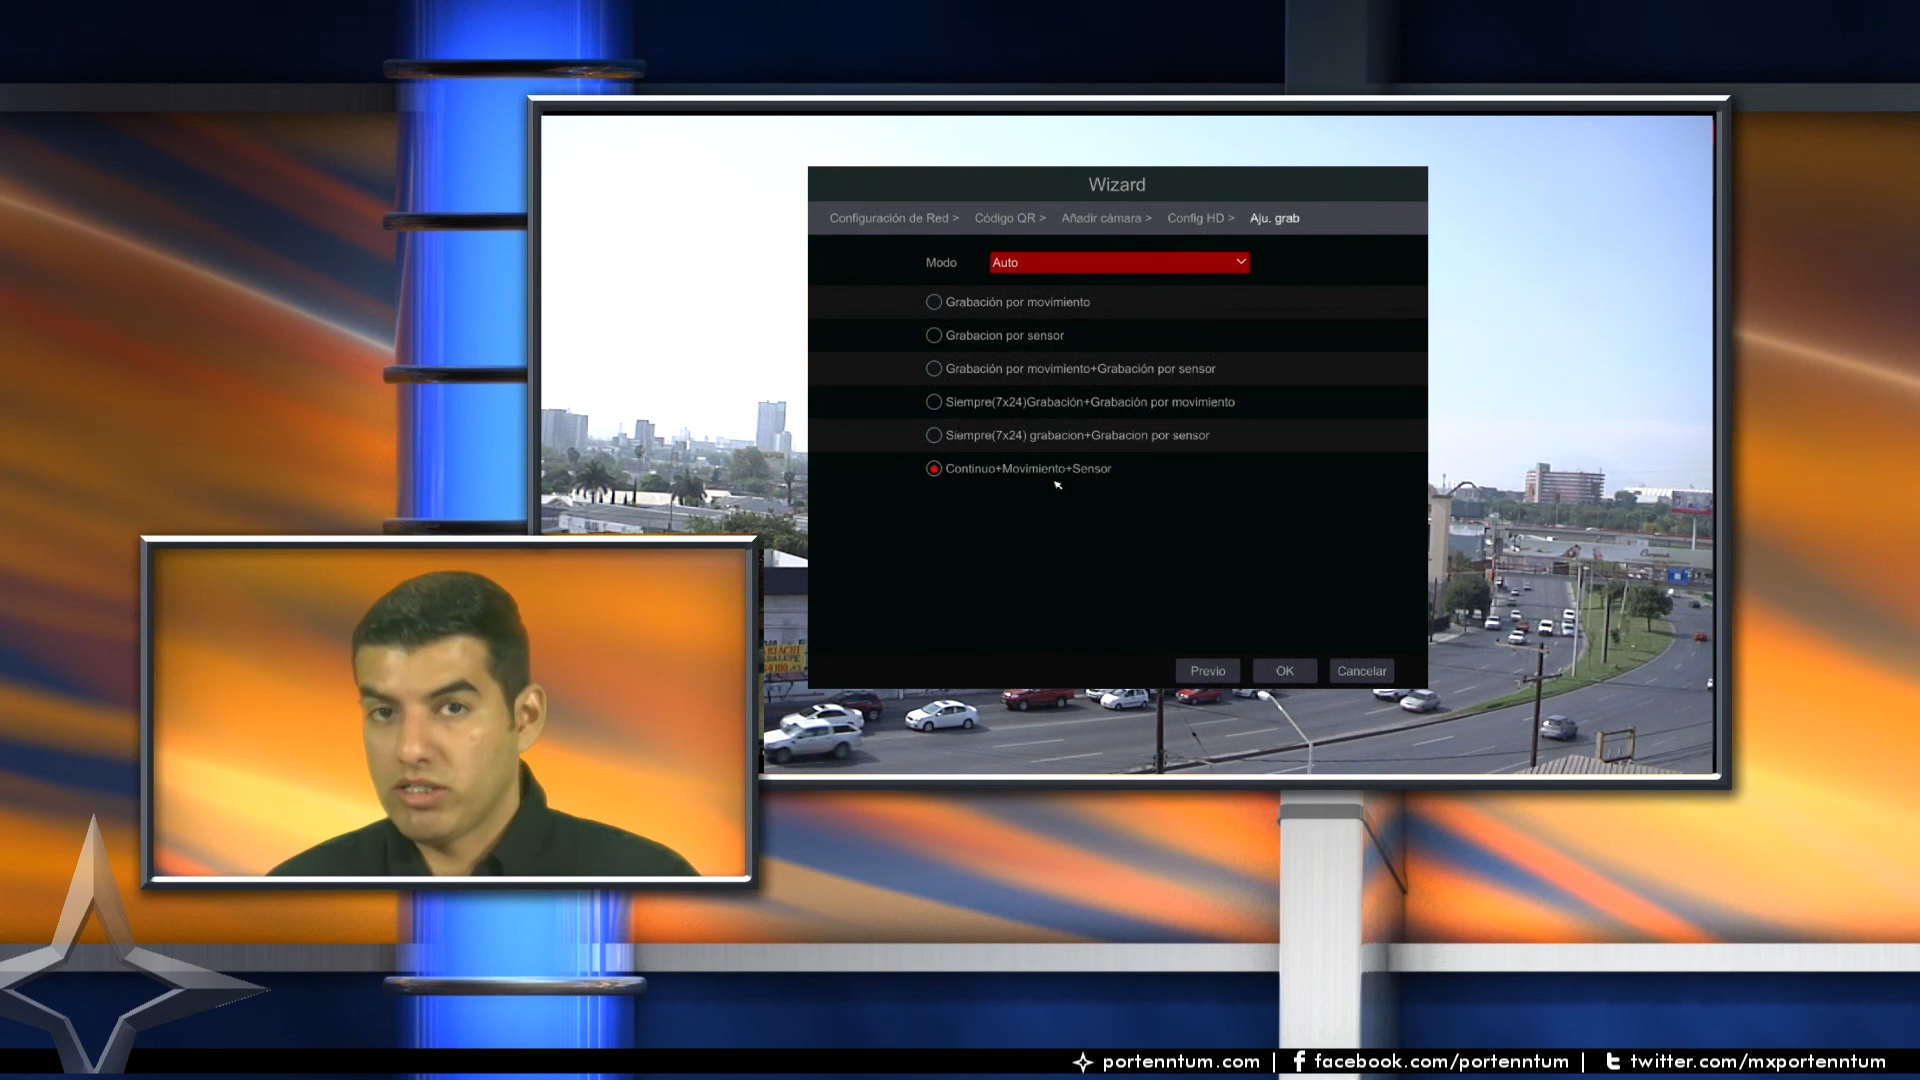 Wizard
Configuración de Red > Código QR > Añadir cámara > Config HD > Aju. grab
Modo Auto
Grabación por movimiento
Grabacion por sensor
Grabación por movimiento+Grabación por sensor
Siempre(7x24)Grabación+Grabación por movimiento
Siempre(7x24) grabacion+Grabacion por sensor
Continuo+Movimiento+Sensor
Previo OK Cancelar
portenntum.com | facebook.com/portenntum | twitter.com/mxportenntum